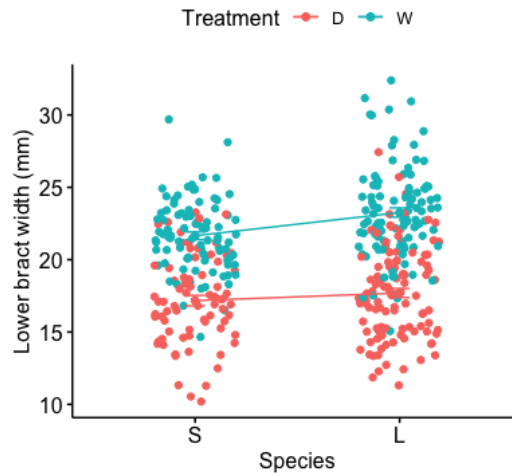 Treatment D W
Lower bract width (mm)
30
25
20
15
10
S L
Species